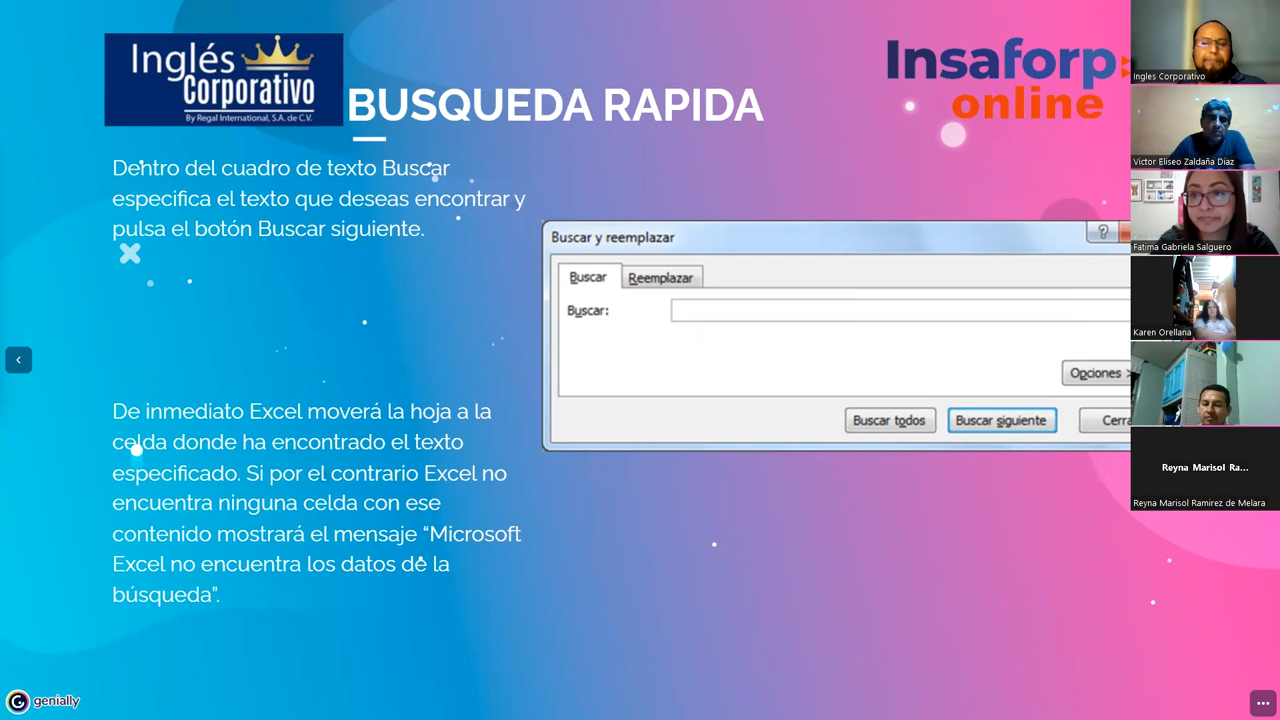 Inglés
Corporativo
By Regal International, S.A. de C.V.
BUSQUEDA RAPIDA
Insaforp
online
Dentro del cuadro de texto Buscar
especifica el texto que deseas encontrar y
pulsa el botón Buscar siguiente.
De inmediato Excel moverá la hoja a la
celda donde ha encontrado el texto
especificado. Si por el contrario Excel no
encuentra ninguna celda con ese
contenido mostrará el mensaje “Microsoft
Excel no encuentra los datos de la
búsqueda”.
Buscar y reemplazar
?
Buscar
Reemplazar
Buscar:
Opciones >
Buscar todos
Buscar siguiente
Cerra
Ingles Corporativo
Victor Eliseo Zaldaña Díaz
Fatima Gabriela Salguero
Karen Orellana
Reyna Marisol Ra...
Reyna Marisol Ramirez de Melara
genially